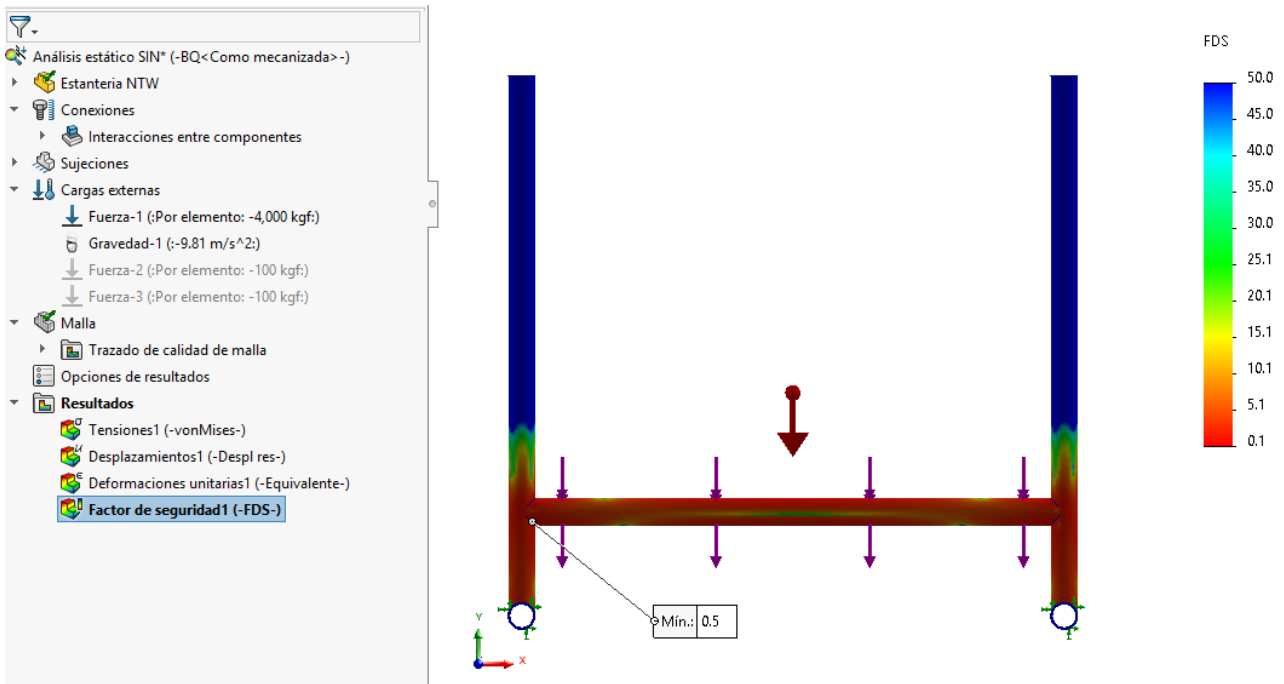 Análisis estático SIN* (-BQ<Como mecanizada>-)
Estanteria NTW
Conexiones
Interacciones entre componentes
Sujeciones
Cargas externas
Fuerza-1 (:Por elemento: -4,000 kgf:)
Gravedad-1 (:-9.81 m/s^2:)
Fuerza-2 (:Por elemento: -100 kgf:)
Fuerza-3 (:Por elemento: -100 kgf:)
Malla
Trazado de calidad de malla
Opciones de resultados
Resultados
Tensiones1 (-vonMises-)
Desplazamientos1 (-Despl res-)
Deformaciones unitarias1 (-Equivalente-)
Factor de seguridad1 (-FDS-)
Mín.: 0.5
Y
X
FDS
50.0
45.0
40.0
35.0
30.0
25.1
20.1
15.1
10.1
5.1
0.1